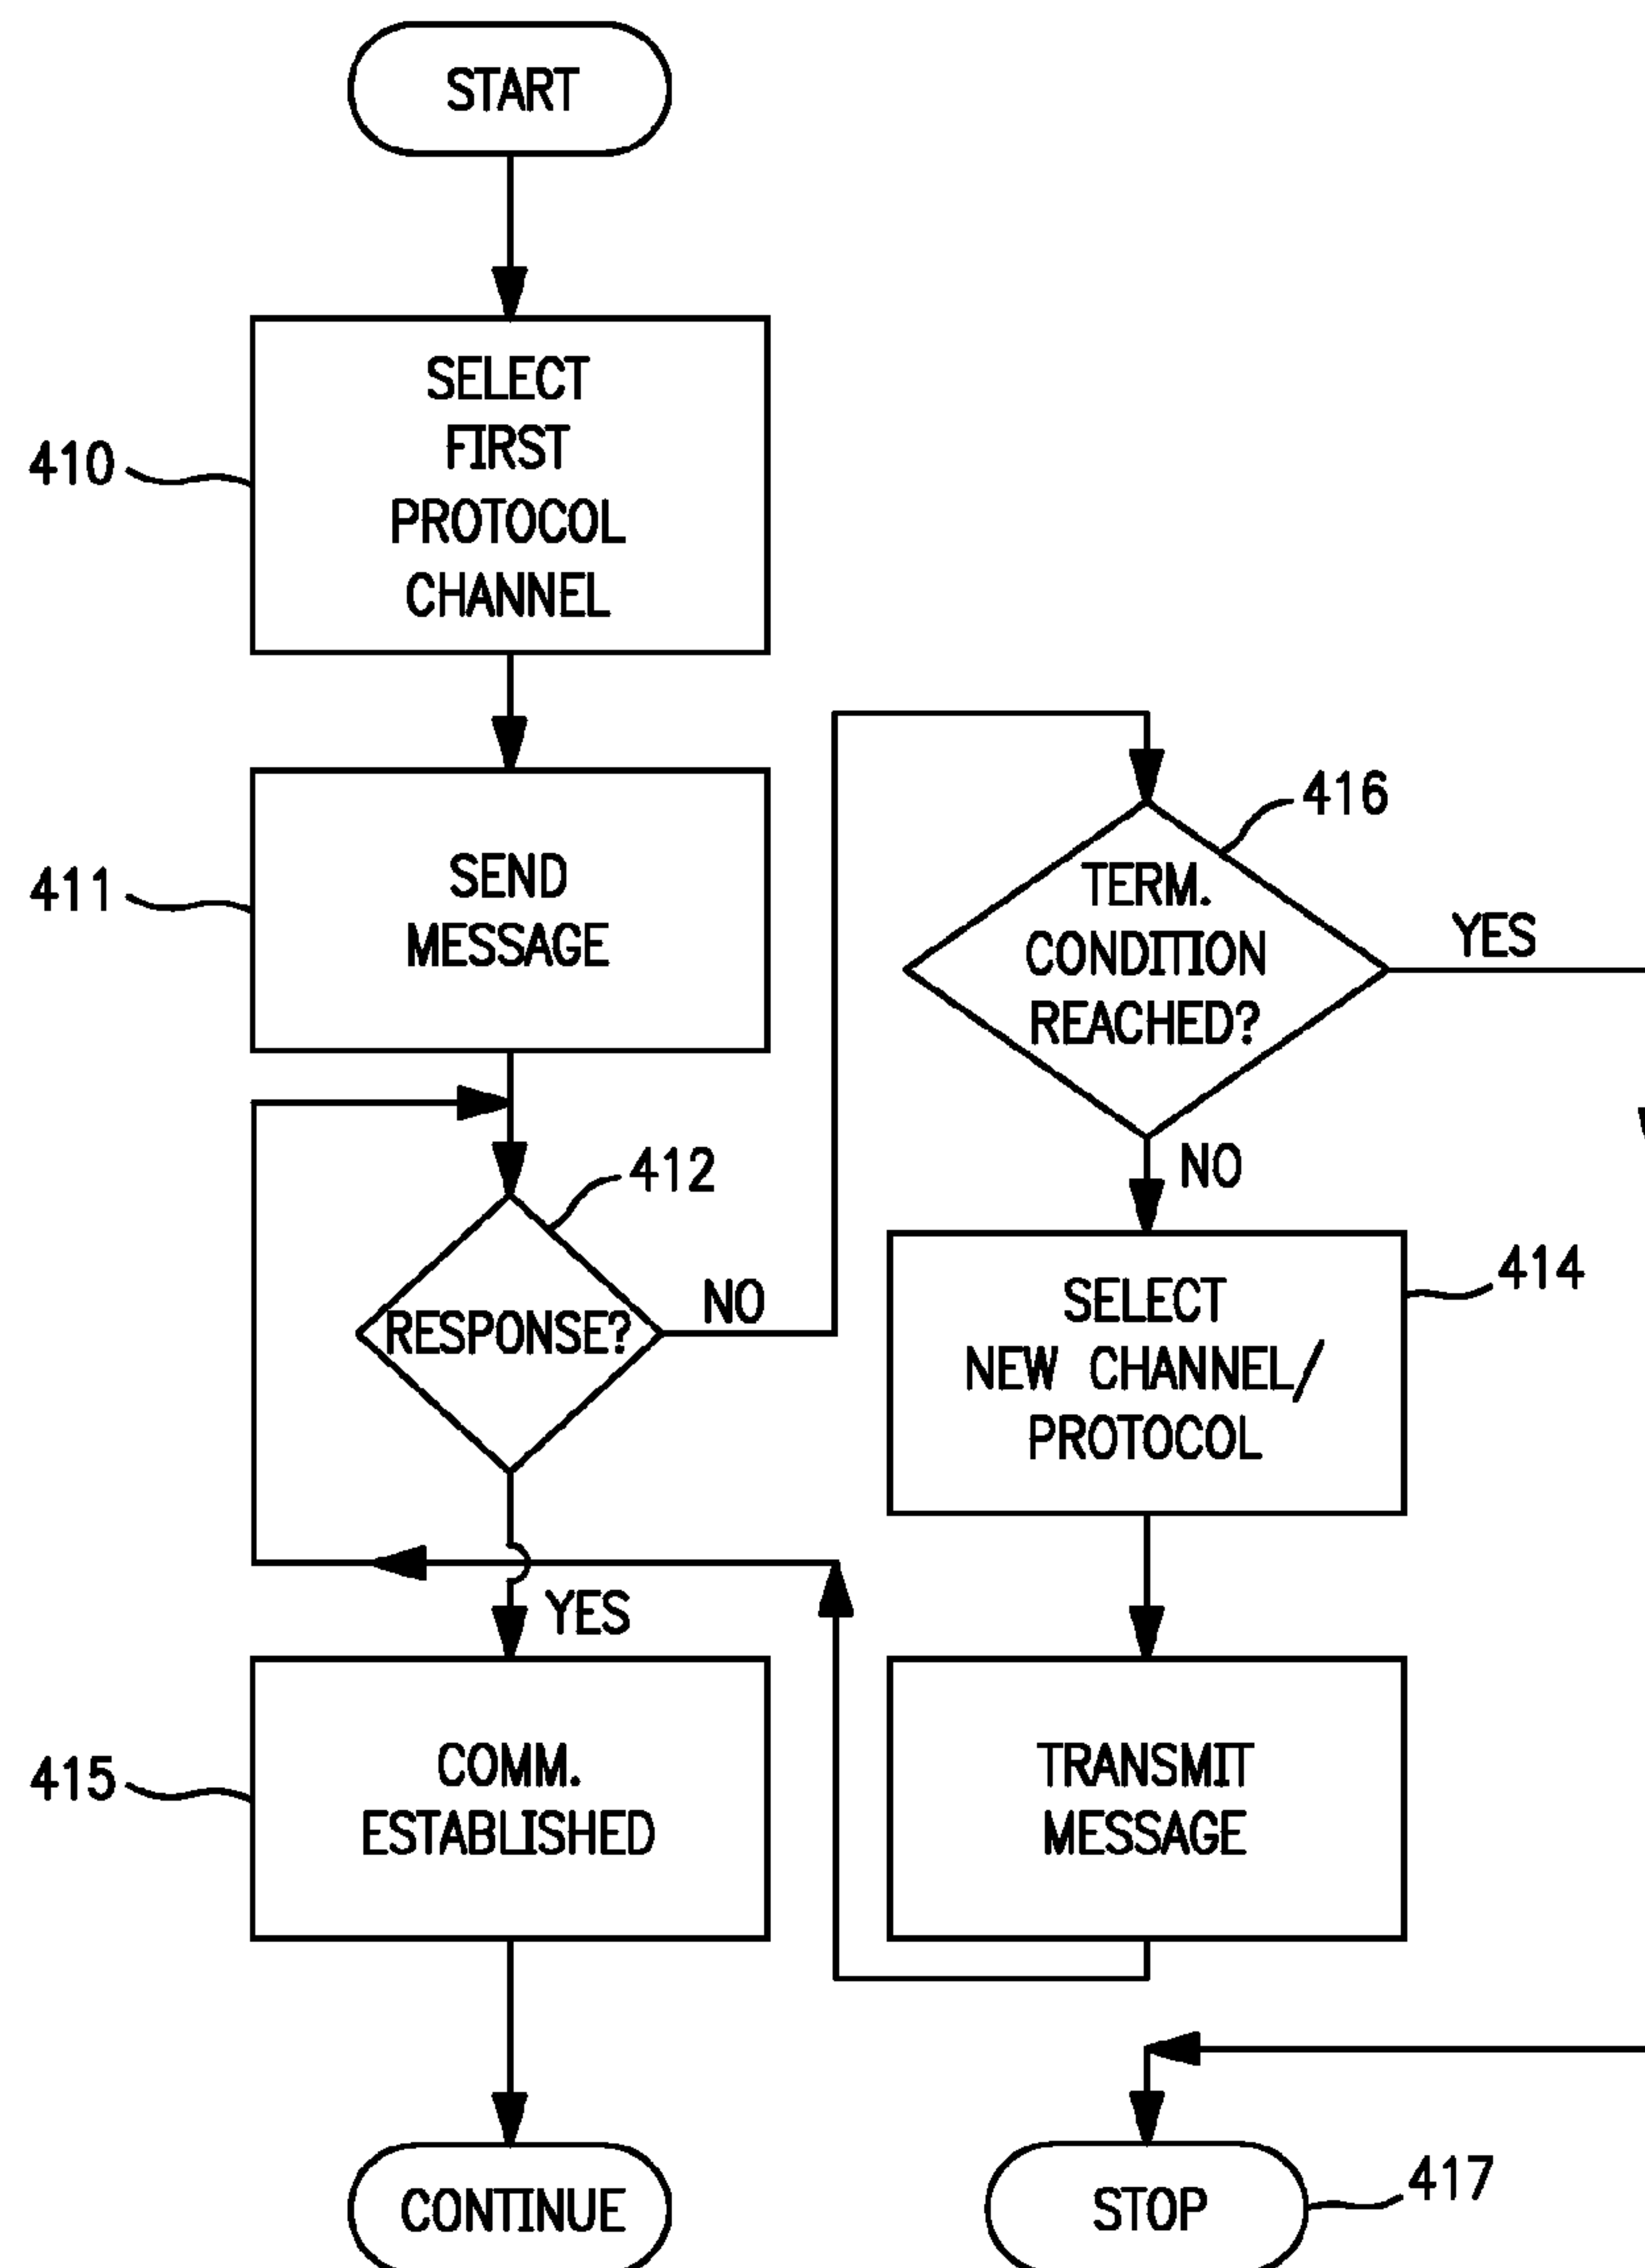 START
410
SELECT
FIRST
PROTOCOL
CHANNEL
411
SEND
MESSAGE
412
RESPONSE?
NO
YES
415
COMM.
ESTABLISHED
CONTINUE
416
TERM.
CONDITION
REACHED?
YES
NO
414
SELECT
NEW CHANNEL/
PROTOCOL
TRANSMIT
MESSAGE
STOP
417